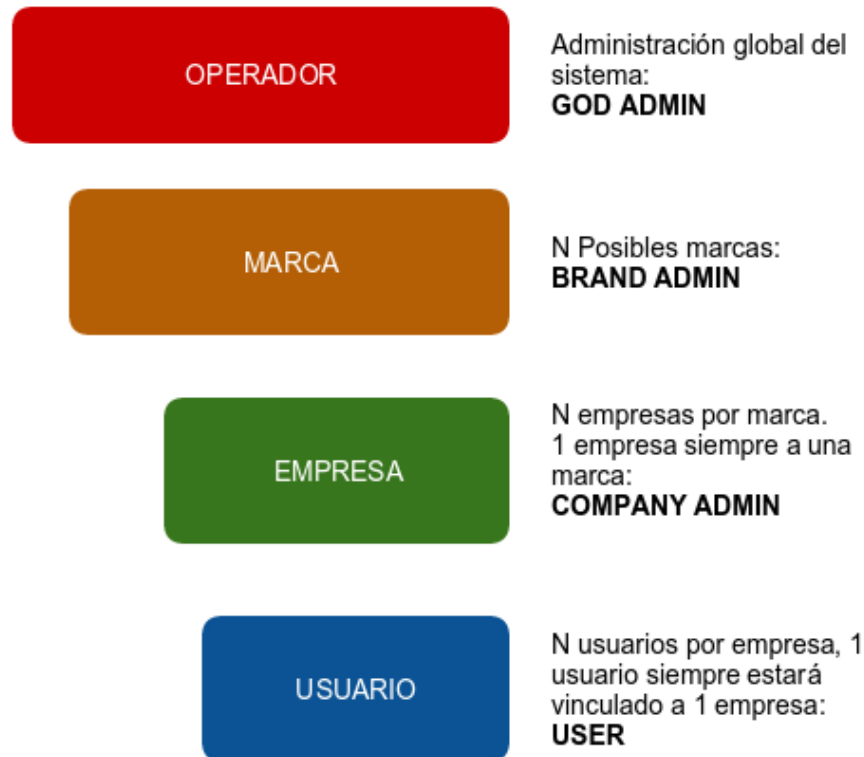 OPERADOR
Administración global del
sistema:
GOD ADMIN
MARCA
N Posibles marcas:
BRAND ADMIN
EMPRESA
N empresas por marca.
1 empresa siempre a una
marca:
COMPANY ADMIN
USUARIO
N usuarios por empresa, 1
usuario siempre estará
vinculado a 1 empresa:
USER